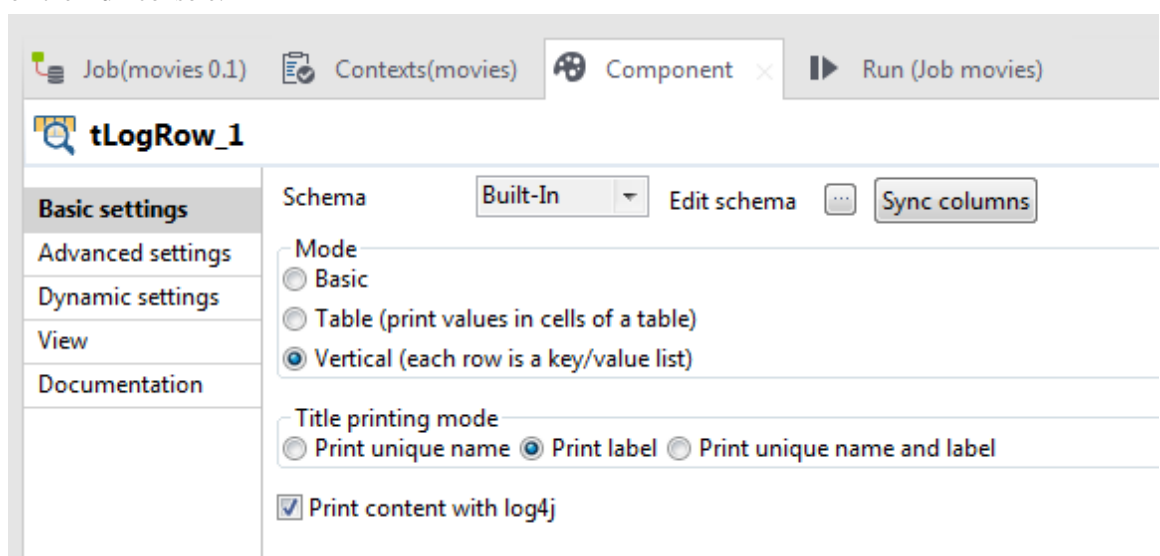 Job(movies 0.1) Contexts(movies) Component Run (Job movies)
tLogRow_1
Basic settings
Advanced settings
Dynamic settings
View
Documentation
Schema Built-In Edit schema ... Sync columns
Mode
Basic
Table (print values in cells of a table)
Vertical (each row is a key/value list)
Title printing mode
Print unique name Print label Print unique name and label
Print content with log4j